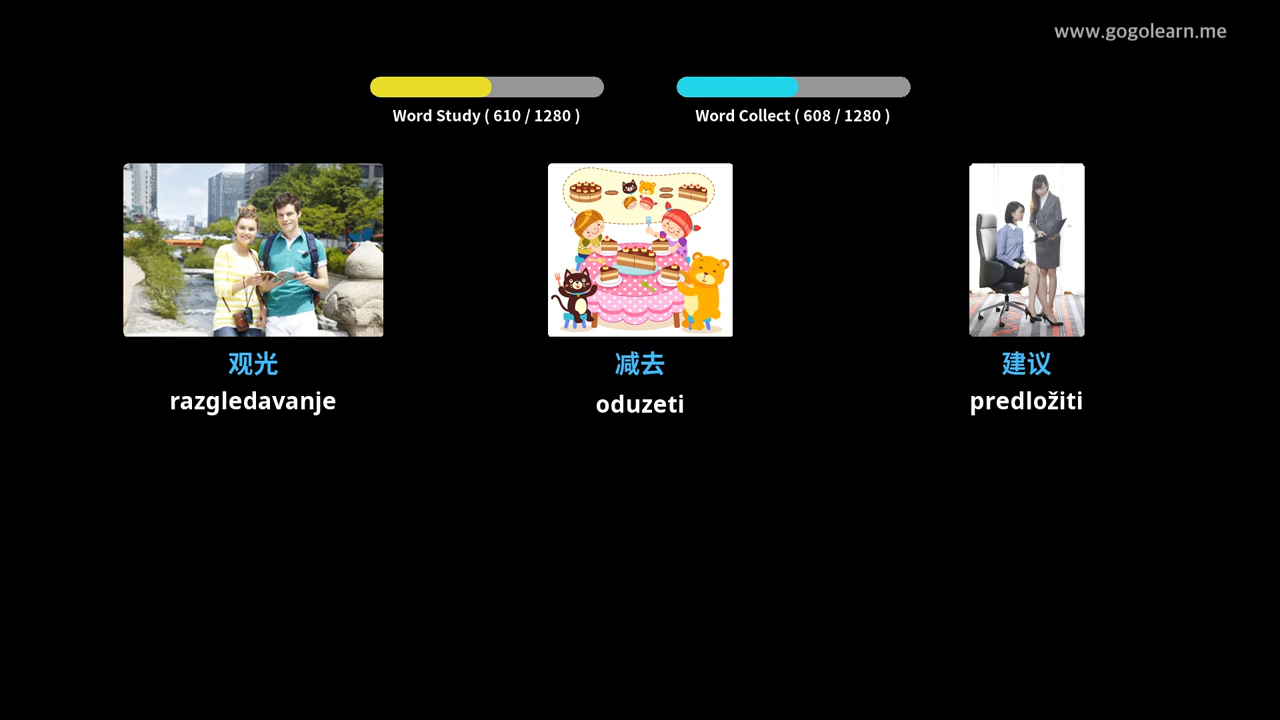 www.gogolearn.me
Word Study ( 610 / 1280 )
Word Collect ( 608 / 1280 )
观光
减去
建议
razgledavanje
oduzeti
predložiti